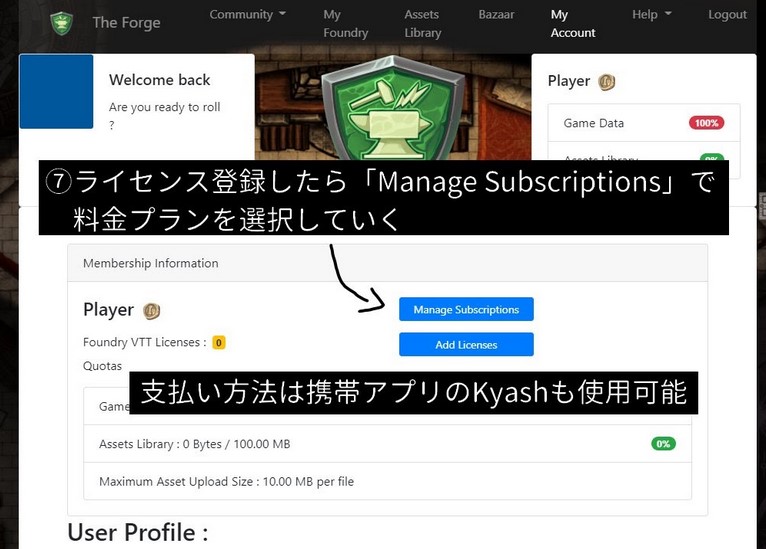 The Forge
Community
My Foundry
Assets Library
Bazaar
My Account
Help
Logout
Welcome back
Are you ready to roll
?
Player
Game Data
100%
Assets Library
0%
⑦ライセンス登録したら「Manage Subscriptions」で
料金プランを選択していく
Membership Information
Player
Manage Subscriptions
Foundry VTT Licenses : 0
Add Licenses
Quotas
支払い方法は携帯アプリのKyashも使用可能
Game
Assets Library : 0 Bytes / 100.00 MB
0%
Maximum Asset Upload Size : 10.00 MB per file
User Profile :